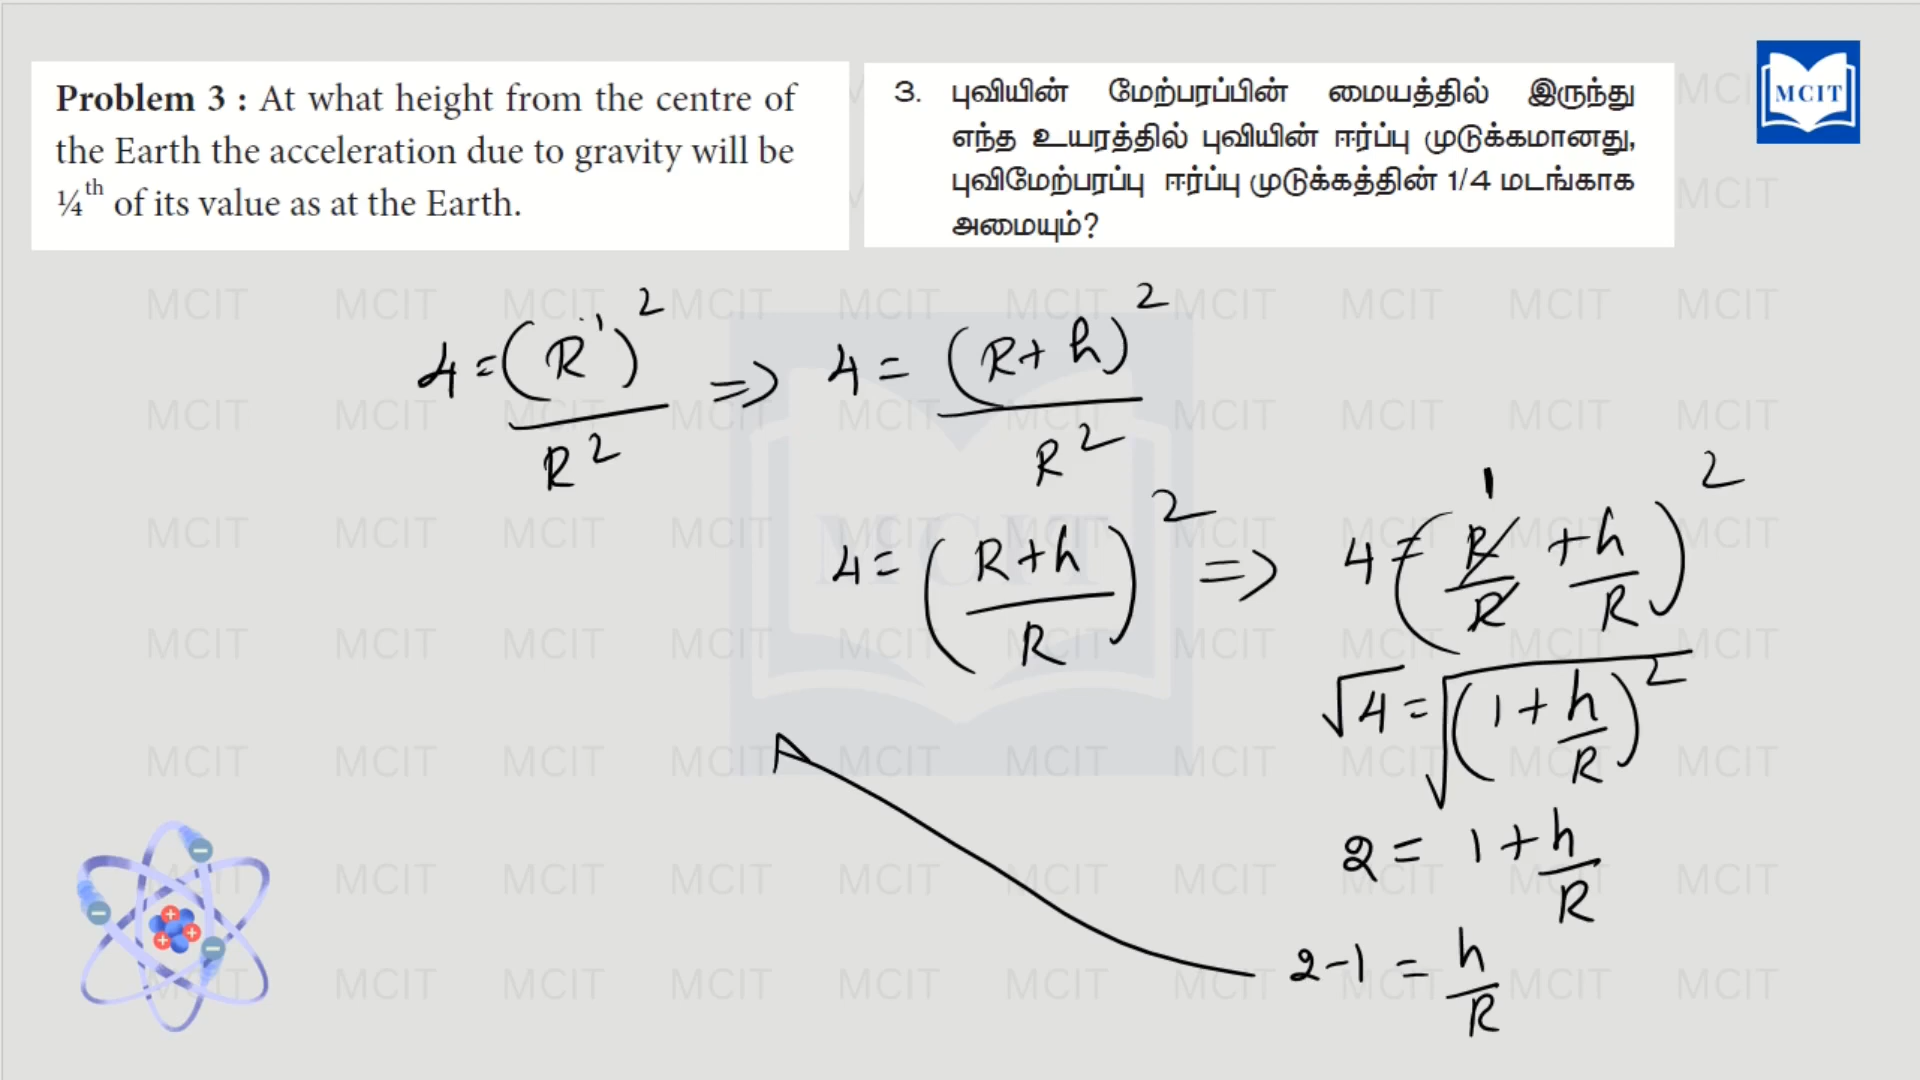 Problem 3 : At what height from the centre of
the Earth the acceleration due to gravity will be
¼th of its value as at the Earth.
3. புவியின் மேற்பரப்பின் மையத்தில் இருந்து
எந்த உயரத்தில் புவியின் ஈர்ப்பு முடுக்கமானது,
புவிமேற்பரப்பு ஈர்ப்பு முடுக்கத்தின் 1/4 மடங்காக
அமையும்?
MCIT
4 = (R')² / R² => 4 = (R+h)² / R²
4 = ((R+h)/R)² => 4 = (R/R + h/R)²
1
√4 = √(1 + h/R)²
2 = 1 + h/R
2-1 = h/R